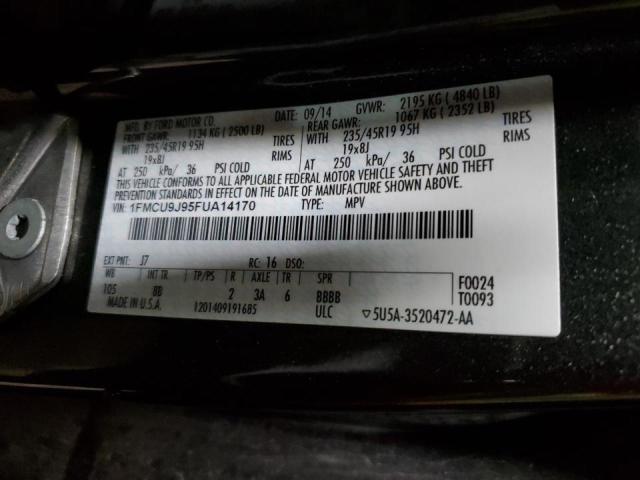 MFD. BY FORD MOTOR CO. DATE: 09/14 GVWR: 2195 KG ( 4840 LB)
FRONT GAWR: 1134 KG ( 2500 LB) REAR GAWR: 1067 KG ( 2352 LB)
WITH 235/45R19 95H TIRES WITH 235/45R19 95H TIRES
19x8J RIMS 19x8J RIMS
AT 250 kPa/ 36 PSI COLD AT 250 kPa/ 36 PSI COLD
THIS VEHICLE CONFORMS TO ALL APPLICABLE FEDERAL MOTOR VEHICLE SAFETY AND THEFT
PREVENTION STANDARDS IN EFFECT ON THE DATE OF MANUFACTURE SHOWN ABOVE.
VIN: 1FMCU9J95FUA14170 TYPE: MPV
EXT PNT: J7 RC: 16 DSO:
WB INT TR TP/PS R AXLE TR SPR
105 8B 2 3A 6 BBBB
F0024
T0093
MADE IN U.S.A. 1201409191685 ULC ▽5U5A-3520472-AA